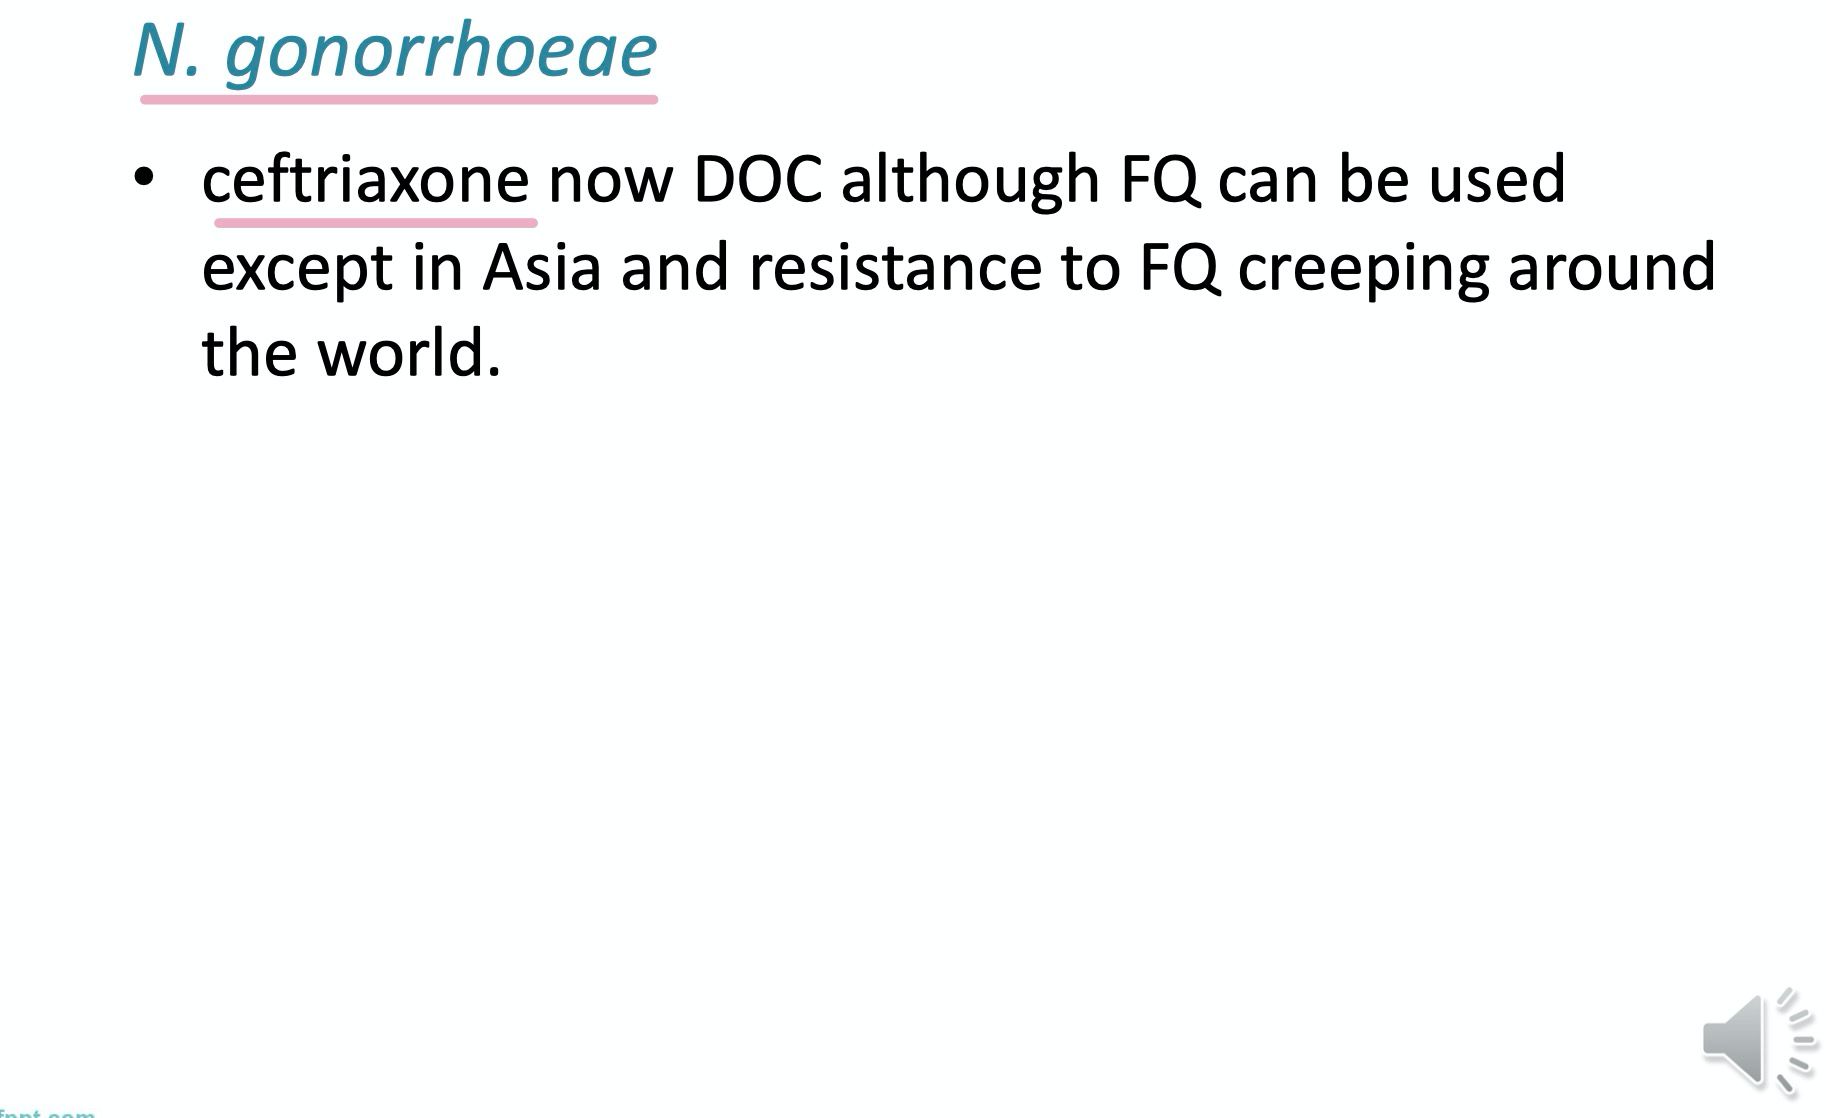 N. gonorrhoeae
• ceftriaxone now DOC although FQ can be used
except in Asia and resistance to FQ creeping around
the world.